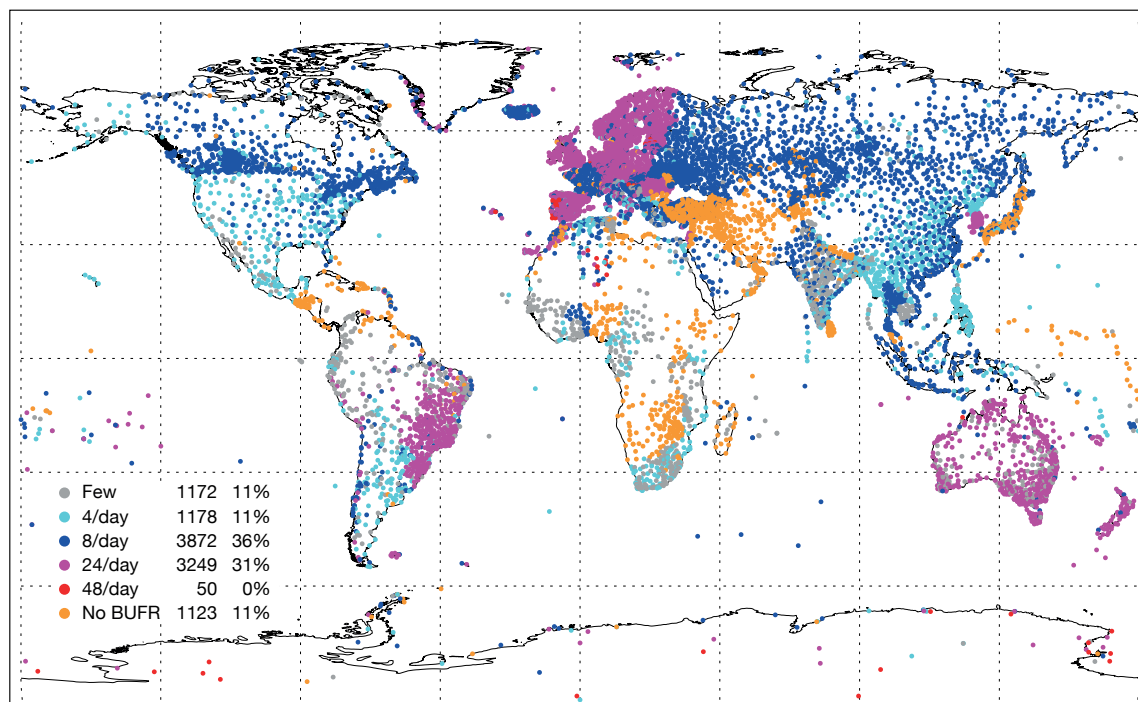 Few 1172 11%
4/day 1178 11%
8/day 3872 36%
24/day 3249 31%
48/day 50 0%
No BUFR 1123 11%